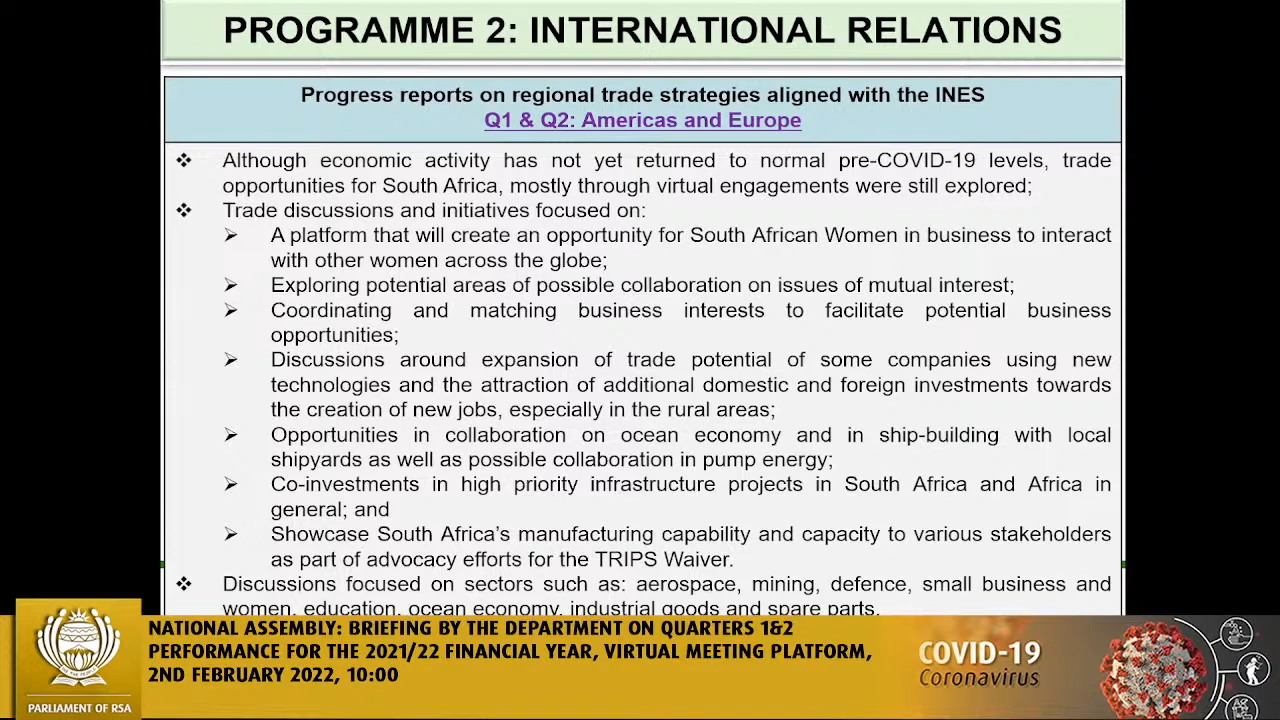 PROGRAMME 2: INTERNATIONAL RELATIONS
Progress reports on regional trade strategies aligned with the INES
Q1 & Q2: Americas and Europe
❖ Although economic activity has not yet returned to normal pre-COVID-19 levels, trade
opportunities for South Africa, mostly through virtual engagements were still explored;
❖ Trade discussions and initiatives focused on:
➢ A platform that will create an opportunity for South African Women in business to interact
with other women across the globe;
➢ Exploring potential areas of possible collaboration on issues of mutual interest;
➢ Coordinating and matching business interests to facilitate potential business
opportunities;
➢ Discussions around expansion of trade potential of some companies using new
technologies and the attraction of additional domestic and foreign investments towards
the creation of new jobs, especially in the rural areas;
➢ Opportunities in collaboration on ocean economy and in ship-building with local
shipyards as well as possible collaboration in pump energy;
➢ Co-investments in high priority infrastructure projects in South Africa and Africa in
general; and
➢ Showcase South Africa's manufacturing capability and capacity to various stakeholders
as part of advocacy efforts for the TRIPS Waiver.
❖ Discussions focused on sectors such as: aerospace, mining, defence, small business and
women, education, ocean economy, industrial goods and spare parts.
NATIONAL ASSEMBLY: BRIEFING BY THE DEPARTMENT ON QUARTERS 1&2
PERFORMANCE FOR THE 2021/22 FINANCIAL YEAR, VIRTUAL MEETING PLATFORM,
2ND FEBRUARY 2022, 10:00
PARLIAMENT OF RSA
COVID-19
Coronavirus